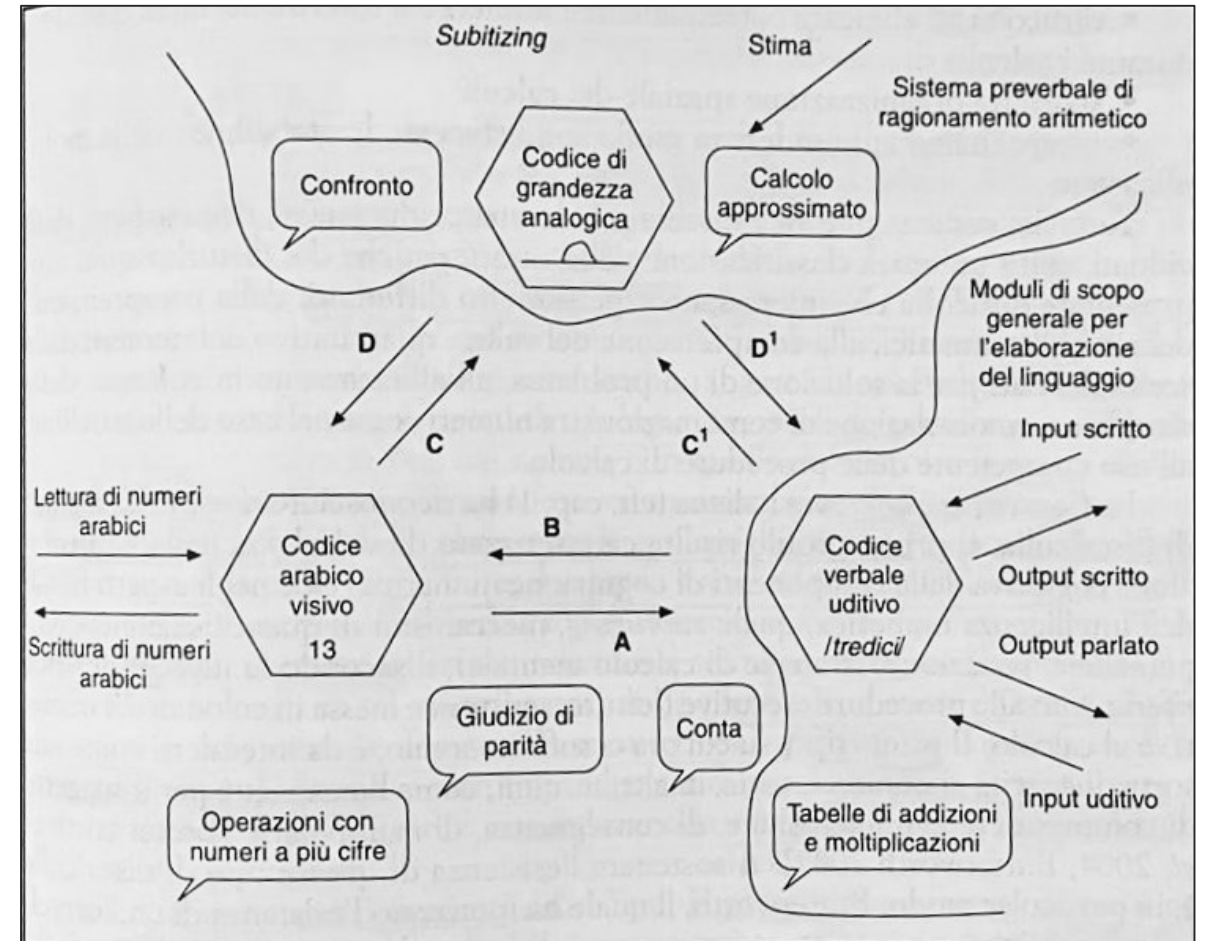 Subitizing
Stima
Sistema preverbale di
ragionamento aritmetico
Confronto
Codice di
grandezza
analogica
Calcolo
approssimato
Moduli di scopo
generale per
l'elaborazione
del linguaggio
D
C
D¹
C¹
Input scritto
Lettura di numeri
arabici
Codice
arabico
visivo
13
B
A
Codice
verbale
uditivo
/tredici/
Output scritto
Output parlato
Scrittura di numeri
arabici
Giudizio di
parità
Conta
Input uditivo
Operazioni con
numeri a più cifre
Tabelle di addizioni
e moltiplicazioni